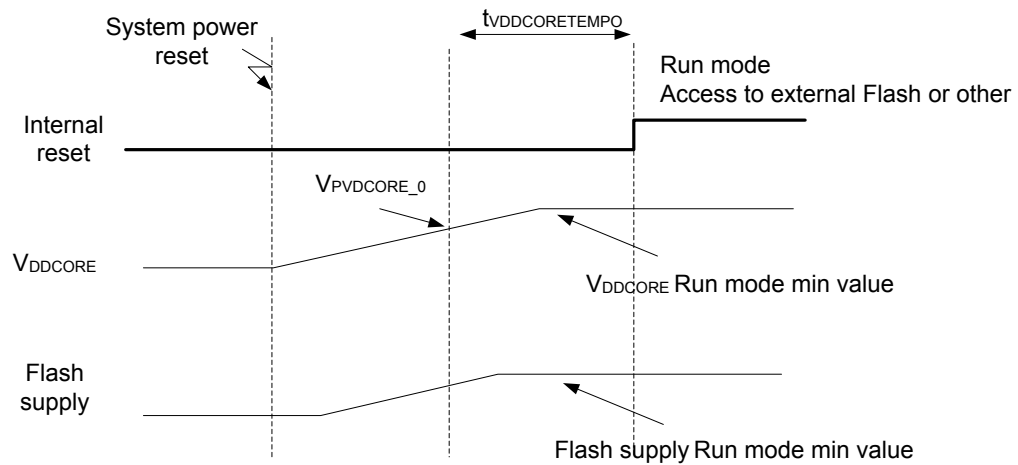 tVDDCORETEMPO
System power
reset
Run mode
Access to external Flash or other
Internal
reset
VPVDCORE_0
VDDCORE
VDDCORE Run mode min value
Flash
supply
Flash supply Run mode min value